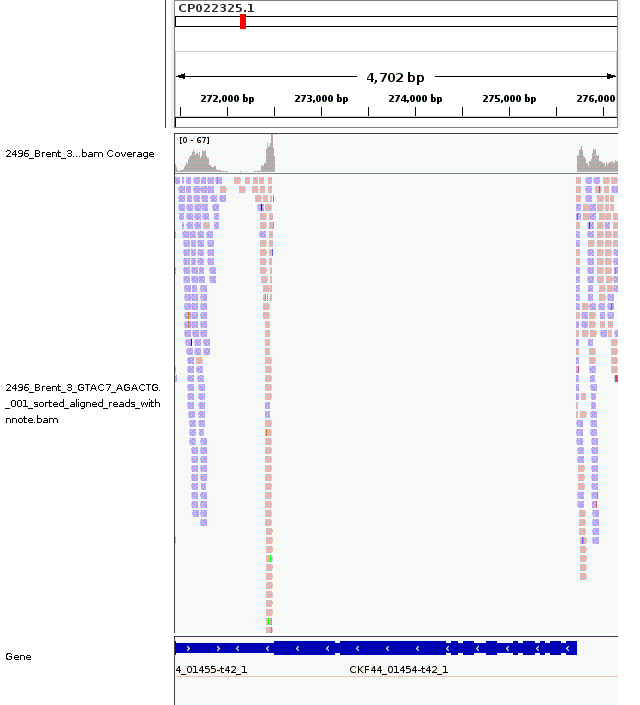 CP022325.1
4,702 bp
272,000 bp 273,000 bp 274,000 bp 275,000 bp 276,000
[0 - 67]
2496_Brent_3...bam Coverage
2496_Brent_3_GTAC7_AGACTG.
._001_sorted_aligned_reads_with
nnote.bam
Gene
4_01455-t42_1 CKF44_01454-t42_1